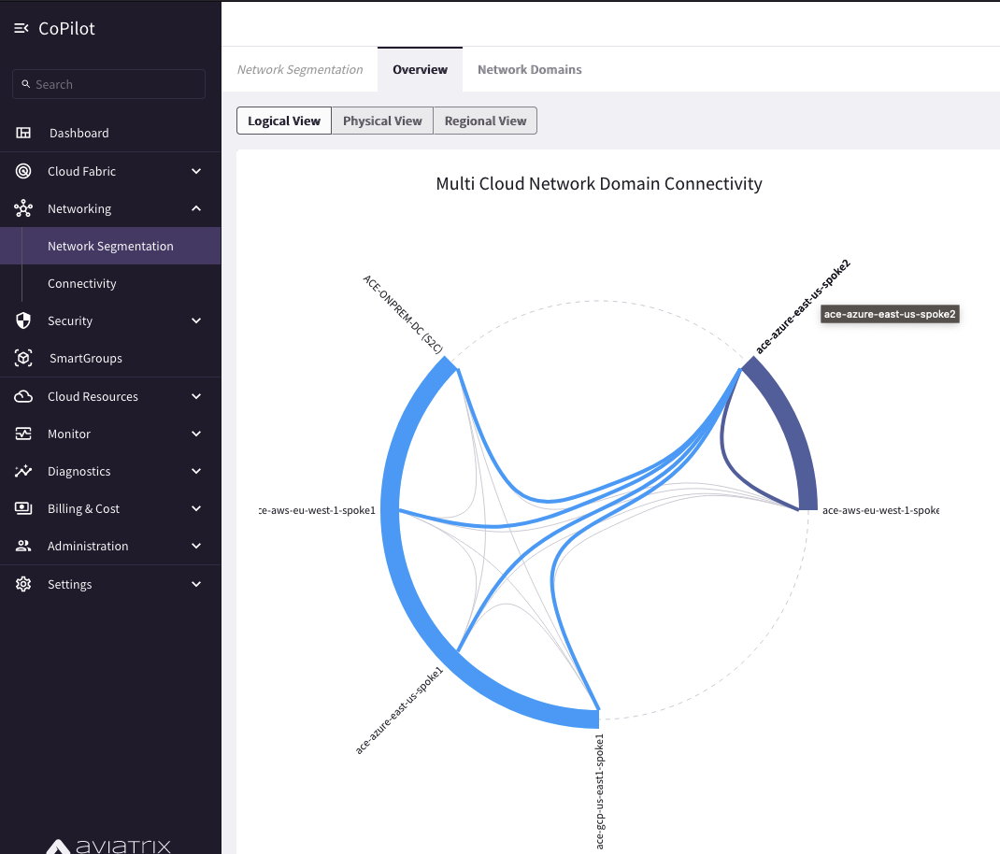 CoPilot
Search
Dashboard
Cloud Fabric
Networking
Network Segmentation
Connectivity
Security
SmartGroups
Cloud Resources
Monitor
Diagnostics
Billing & Cost
Administration
Settings
aviatrix
Network Segmentation
Overview
Network Domains
Logical View
Physical View
Regional View
Multi Cloud Network Domain Connectivity
ACE-ONPREM-DC (S2C)
ace-azure-east-us-spoke2
ace-azure-east-us-spoke2
ce-aws-eu-west-1-spoke1
ace-aws-eu-west-1-spoke
ace-azure-east-us-spoke1
ace-gcp-us-east1-spoke1